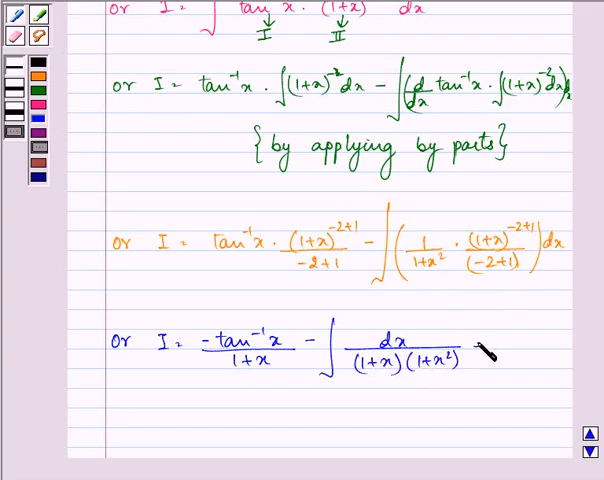 or I = ∫ tan⁻¹x · (1+x) dx
I II
or I = tan⁻¹x · ∫(1+x)⁻² dx − ∫(d/dx tan⁻¹x · ∫(1+x)⁻² dx)dx
{by applying by parts}
or I = tan⁻¹x · (1+x)⁻²⁺¹/−2+1 − ∫(1/1+x² · (1+x)⁻²⁺¹/(−2+1))dx
Or I = −tan⁻¹x/1+x − ∫ dx/(1+x)(1+x²) −